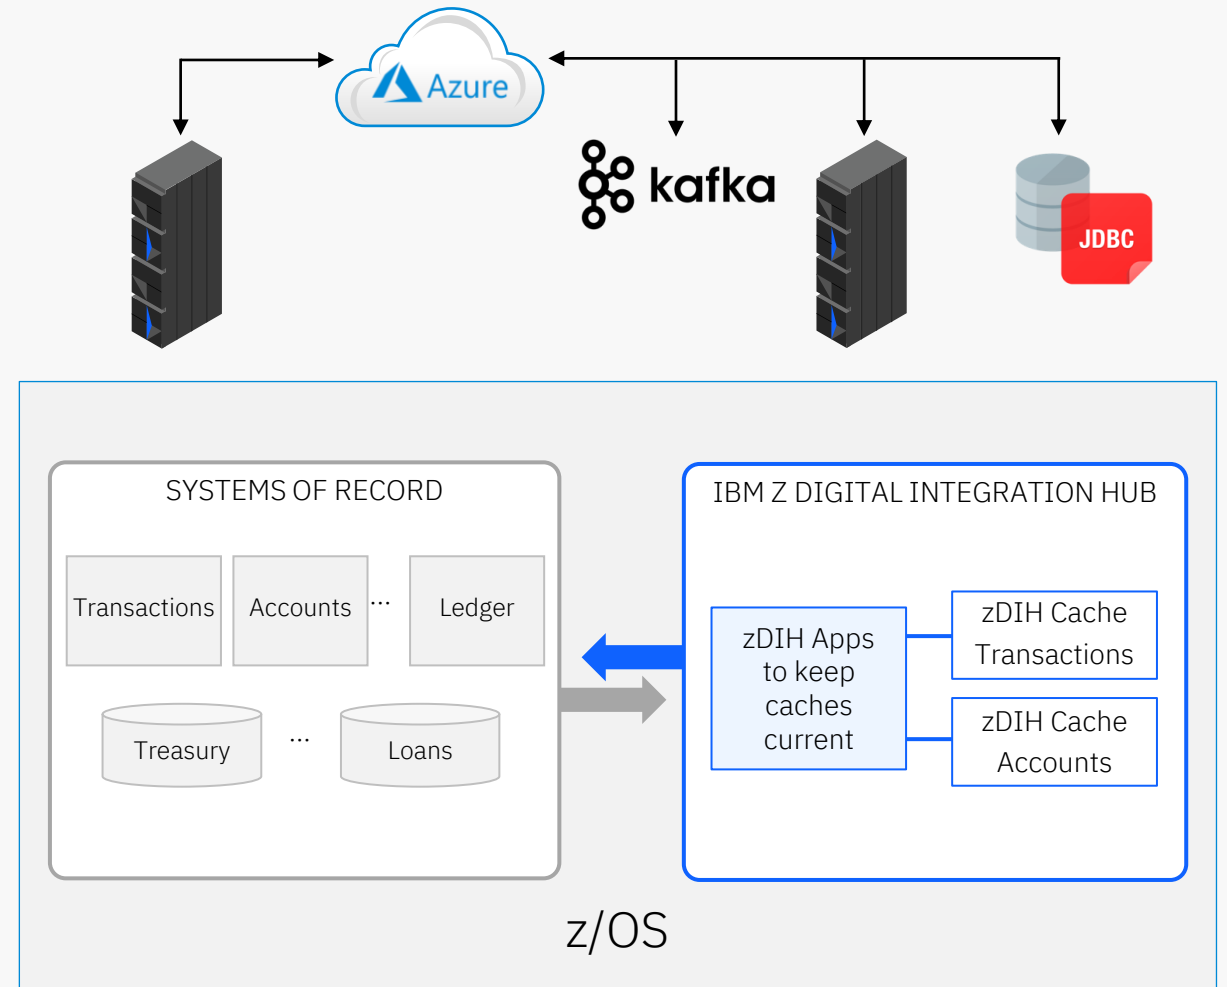 Azure
kafka
JDBC
SYSTEMS OF RECORD
Transactions
Accounts
...
Ledger
Treasury
...
Loans
IBM Z DIGITAL INTEGRATION HUB
zDIH Apps
to keep
caches
current
zDIH Cache
Transactions
zDIH Cache
Accounts
z/OS